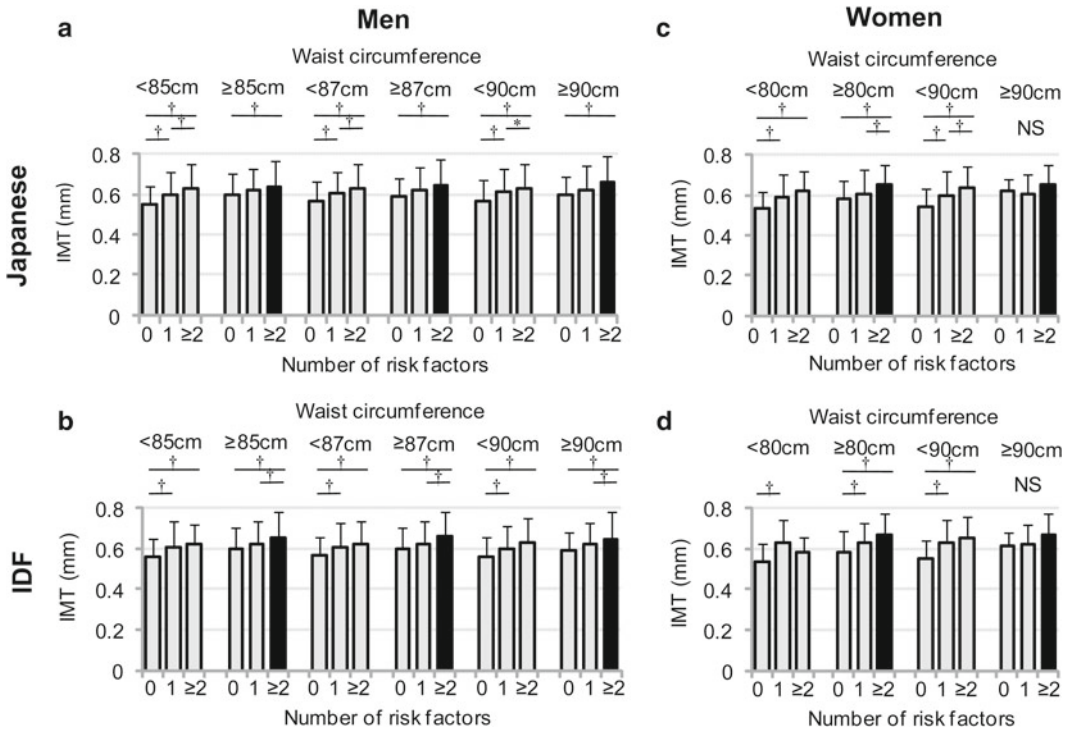 Men
Women
a
Waist circumference
<85cm ≥85cm <87cm ≥87cm <90cm ≥90cm
† † † † † †
† †
† † *
0.8
0.6
0.4
0.2
0
IMT (mm)
Japanese
0 1 ≥2 0 1 ≥2 0 1 ≥2 0 1 ≥2 0 1 ≥2 0 1 ≥2
Number of risk factors
c
Waist circumference
<80cm ≥80cm <90cm ≥90cm
† † †
† † † † NS
0.8
0.6
0.4
0.2
0
IMT (mm)
0 1 ≥2 0 1 ≥2 0 1 ≥2 0 1 ≥2
Number of risk factors
b
Waist circumference
<85cm ≥85cm <87cm ≥87cm <90cm ≥90cm
† † † † † †
† † † † † †
0.8
0.6
0.4
0.2
0
IMT (mm)
IDF
0 1 ≥2 0 1 ≥2 0 1 ≥2 0 1 ≥2 0 1 ≥2 0 1 ≥2
Number of risk factors
d
Waist circumference
<80cm ≥80cm <90cm ≥90cm
† †
† † † NS
0.8
0.6
0.4
0.2
0
IMT (mm)
0 1 ≥2 0 1 ≥2 0 1 ≥2 0 1 ≥2
Number of risk factors